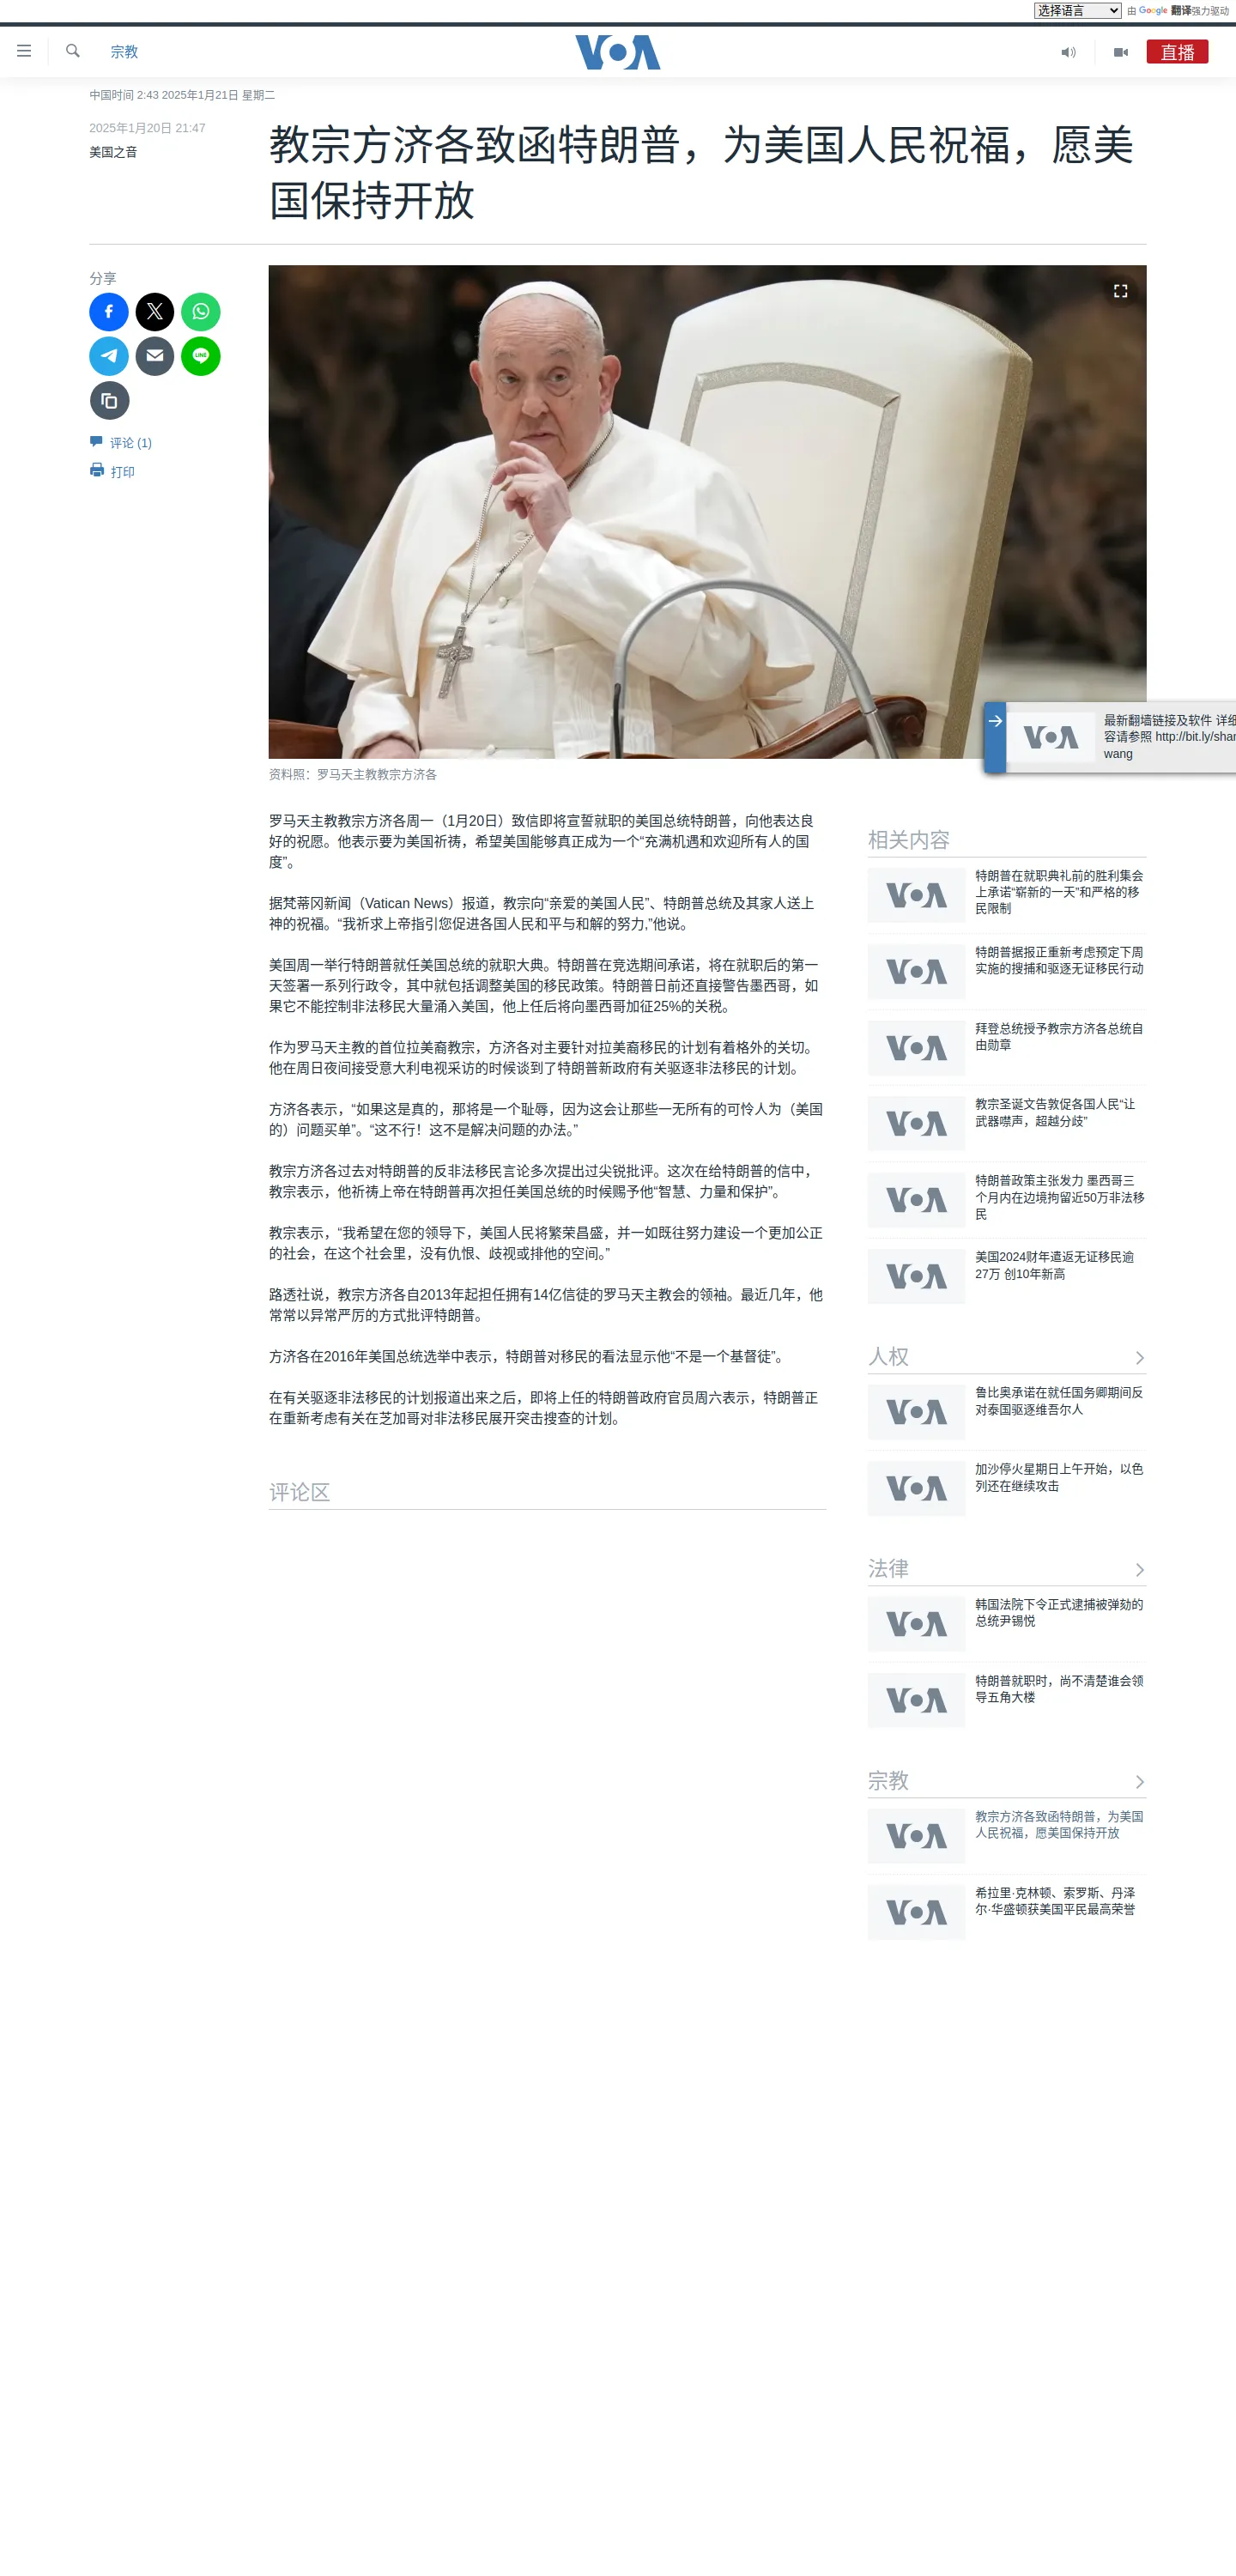 选择语言 由 Google 翻译强力驱动
宗教
VOA
直播
中国时间 2:43 2025年1月21日 星期二
2025年1月20日 21:47
美国之音
教宗方济各致函特朗普，为美国人民祝福，愿美
国保持开放
分享
LINE
评论 (1)
打印
资料照：罗马天主教教宗方济各
VOA
最新翻墙链接及软件 详细
容请参照 http://bit.ly/shar
wang
罗马天主教教宗方济各周一（1月20日）致信即将宣誓就职的美国总统特朗普，向他表达良
好的祝愿。他表示要为美国祈祷，希望美国能够真正成为一个“充满机遇和欢迎所有人的国
度”。
据梵蒂冈新闻（Vatican News）报道，教宗向“亲爱的美国人民”、特朗普总统及其家人送上
神的祝福。“我祈求上帝指引您促进各国人民和平与和解的努力,”他说。
美国周一举行特朗普就任美国总统的就职大典。特朗普在竞选期间承诺，将在就职后的第一
天签署一系列行政令，其中就包括调整美国的移民政策。特朗普日前还直接警告墨西哥，如
果它不能控制非法移民大量涌入美国，他上任后将向墨西哥加征25%的关税。
作为罗马天主教的首位拉美裔教宗，方济各对主要针对拉美裔移民的计划有着格外的关切。
他在周日夜间接受意大利电视采访的时候谈到了特朗普新政府有关驱逐非法移民的计划。
方济各表示，“如果这是真的，那将是一个耻辱，因为这会让那些一无所有的可怜人为（美国
的）问题买单”。“这不行！这不是解决问题的办法。”
教宗方济各过去对特朗普的反非法移民言论多次提出过尖锐批评。这次在给特朗普的信中，
教宗表示，他祈祷上帝在特朗普再次担任美国总统的时候赐予他“智慧、力量和保护”。
教宗表示，“我希望在您的领导下，美国人民将繁荣昌盛，并一如既往努力建设一个更加公正
的社会，在这个社会里，没有仇恨、歧视或排他的空间。”
路透社说，教宗方济各自2013年起担任拥有14亿信徒的罗马天主教会的领袖。最近几年，他
常常以异常严厉的方式批评特朗普。
方济各在2016年美国总统选举中表示，特朗普对移民的看法显示他“不是一个基督徒”。
在有关驱逐非法移民的计划报道出来之后，即将上任的特朗普政府官员周六表示，特朗普正
在重新考虑有关在芝加哥对非法移民展开突击搜查的计划。
评论区
相关内容
VOA
特朗普在就职典礼前的胜利集会
上承诺“崭新的一天”和严格的移
民限制
VOA
特朗普据报正重新考虑预定下周
实施的搜捕和驱逐无证移民行动
VOA
拜登总统授予教宗方济各总统自
由勋章
VOA
教宗圣诞文告敦促各国人民“让
武器噤声，超越分歧”
VOA
特朗普政策主张发力 墨西哥三
个月内在边境拘留近50万非法移
民
VOA
美国2024财年遣返无证移民逾
27万 创10年新高
人权
VOA
鲁比奥承诺在就任国务卿期间反
对泰国驱逐维吾尔人
VOA
加沙停火星期日上午开始，以色
列还在继续攻击
法律
VOA
韩国法院下令正式逮捕被弹劾的
总统尹锡悦
VOA
特朗普就职时，尚不清楚谁会领
导五角大楼
宗教
VOA
教宗方济各致函特朗普，为美国
人民祝福，愿美国保持开放
VOA
希拉里·克林顿、索罗斯、丹泽
尔·华盛顿获美国平民最高荣誉